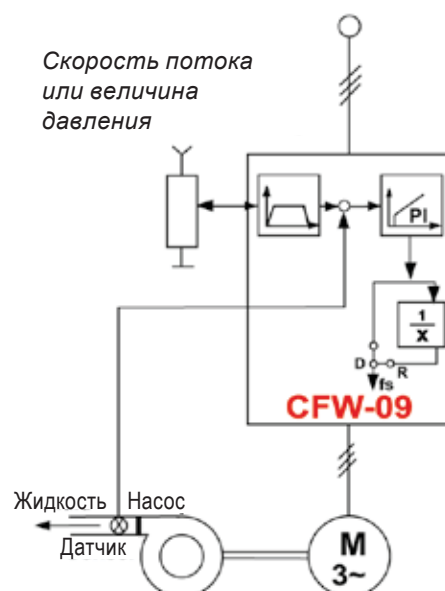 Скорость потока
или величина
давления
PI
1
x
D
R
fs
CFW-09
Жидкость Насос
Датчик
M
3~